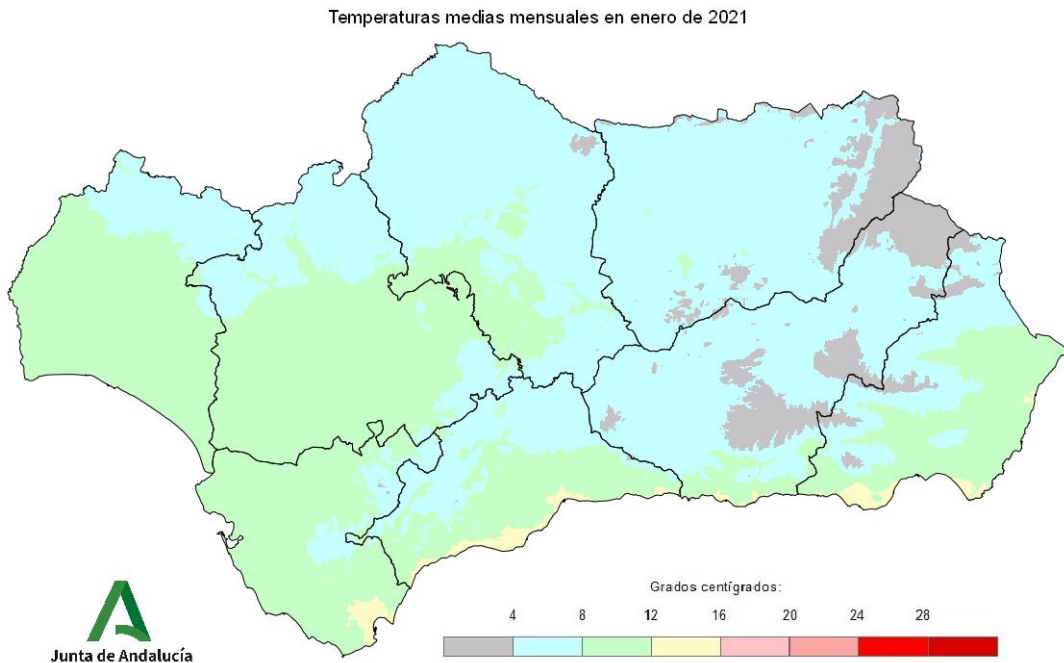 Temperaturas medias mensuales en enero de 2021
Grados centígrados:
4 8 12 16 20 24 28
Junta de Andalucía